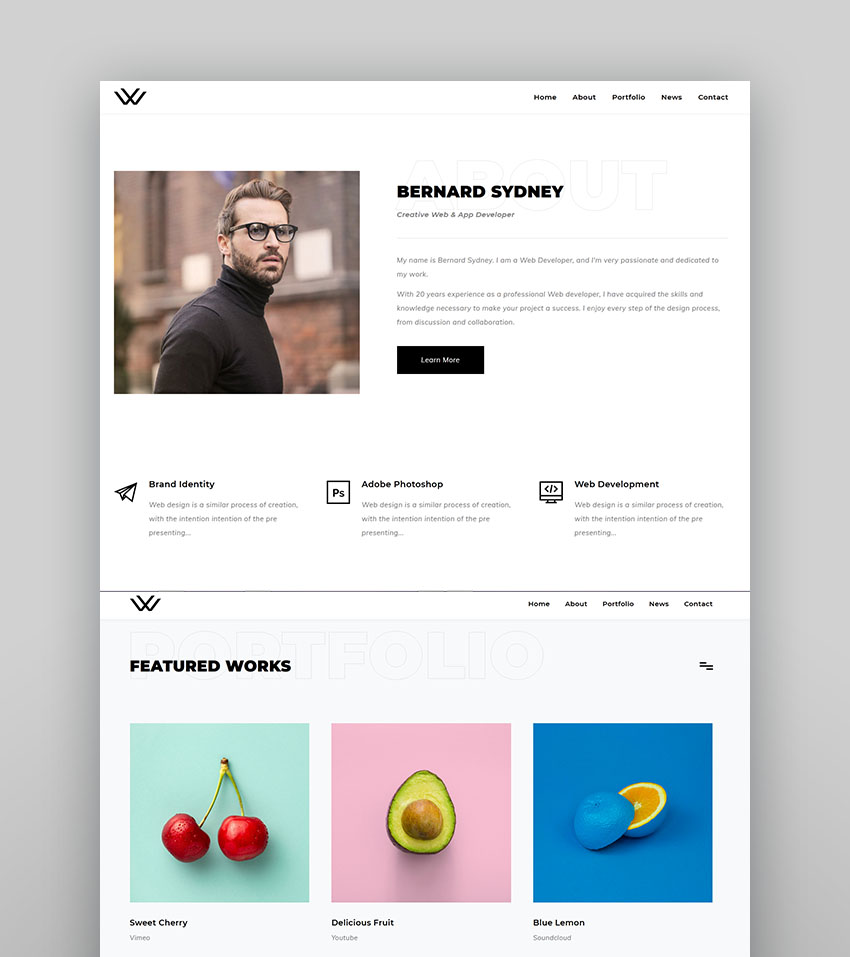 Home About Portfolio News Contact
ABOUT
BERNARD SYDNEY
Creative Web & App Developer
My name is Bernard Sydney. I am a Web Developer, and I'm very passionate and dedicated to
my work.
With 20 years experience as a professional Web developer, I have acquired the skills and
knowledge necessary to make your project a success. I enjoy every step of the design process,
from discussion and collaboration.
Learn More
Brand Identity
Web design is a similar process of creation,
with the intention intention of the pre
presenting...
Ps
Adobe Photoshop
Web design is a similar process of creation,
with the intention intention of the pre
presenting...
</>
Web Development
Web design is a similar process of creation,
with the intention intention of the pre
presenting...
Home About Portfolio News Contact
PORTFOLIO
FEATURED WORKS
Sweet Cherry
Vimeo
Delicious Fruit
Youtube
Blue Lemon
Soundcloud